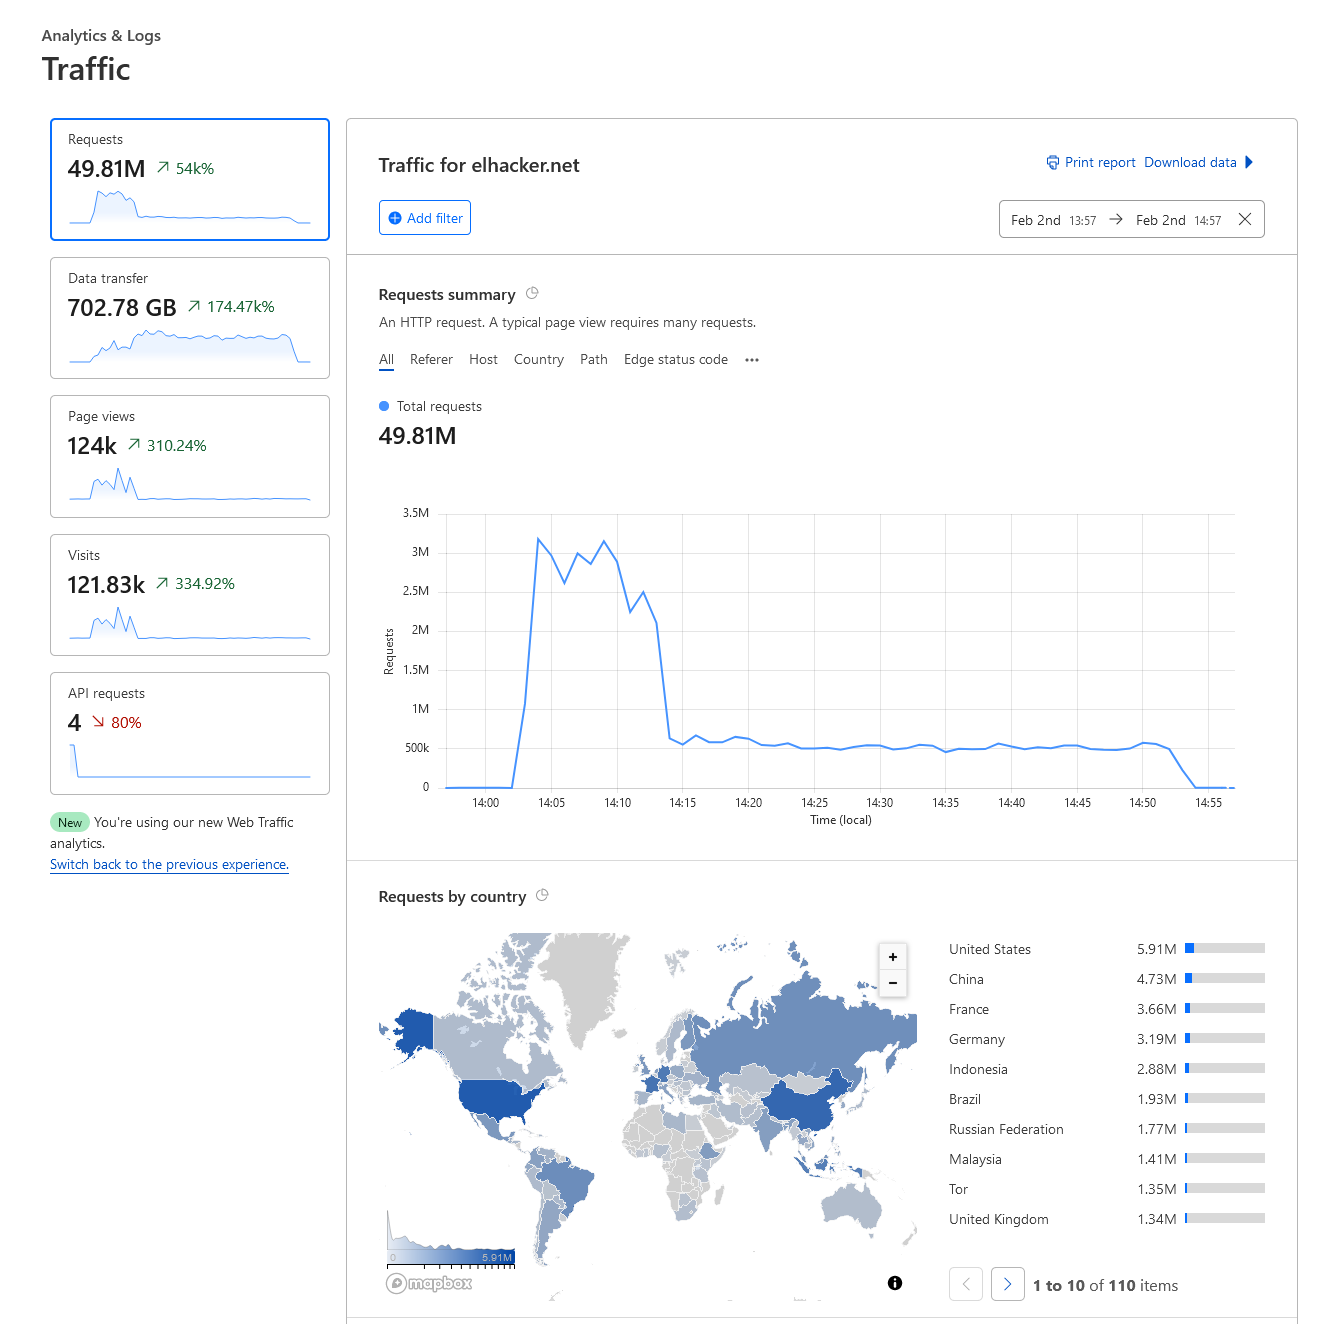 Analytics & Logs
Traffic
Requests
49.81M 54k%
Data transfer
702.78 GB 174.47k%
Page views
124k 310.24%
Visits
121.83k 334.92%
API requests
4 80%
New You're using our new Web Traffic
analytics.
Switch back to the previous experience.
Traffic for elhacker.net
Print report Download data
Add filter
Feb 2nd 13:57 → Feb 2nd 14:57
Requests summary
An HTTP request. A typical page view requires many requests.
All Referer Host Country Path Edge status code •••
Total requests
49.81M
3.5M
3M
2.5M
2M
1.5M
1M
500k
0
Requests
14:00 14:05 14:10 14:15 14:20 14:25 14:30 14:35 14:40 14:45 14:50 14:55
Time (local)
Requests by country
+
−
0 5.91M
mapbox
United States 5.91M
China 4.73M
France 3.66M
Germany 3.19M
Indonesia 2.88M
Brazil 1.93M
Russian Federation 1.77M
Malaysia 1.41M
Tor 1.35M
United Kingdom 1.34M
1 to 10 of 110 items